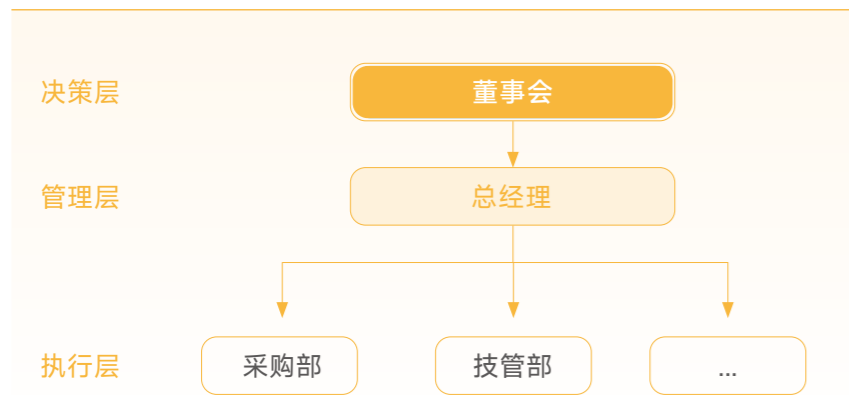 决策层 董事会
管理层 总经理
执行层 采购部 技管部 ...